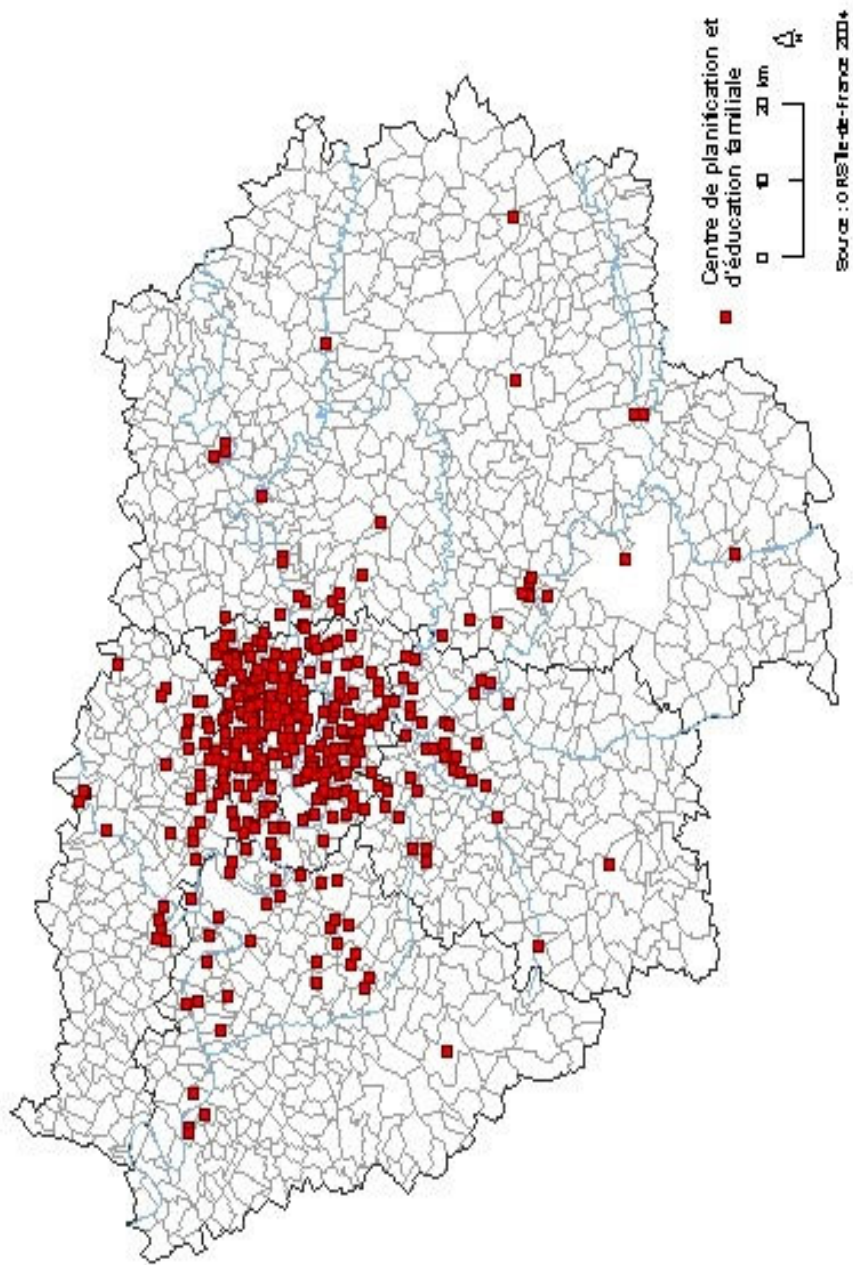 Centre de planification et
d'éducation familiale
0 10 20 km
N
Source : ORS Île-de-France 2004